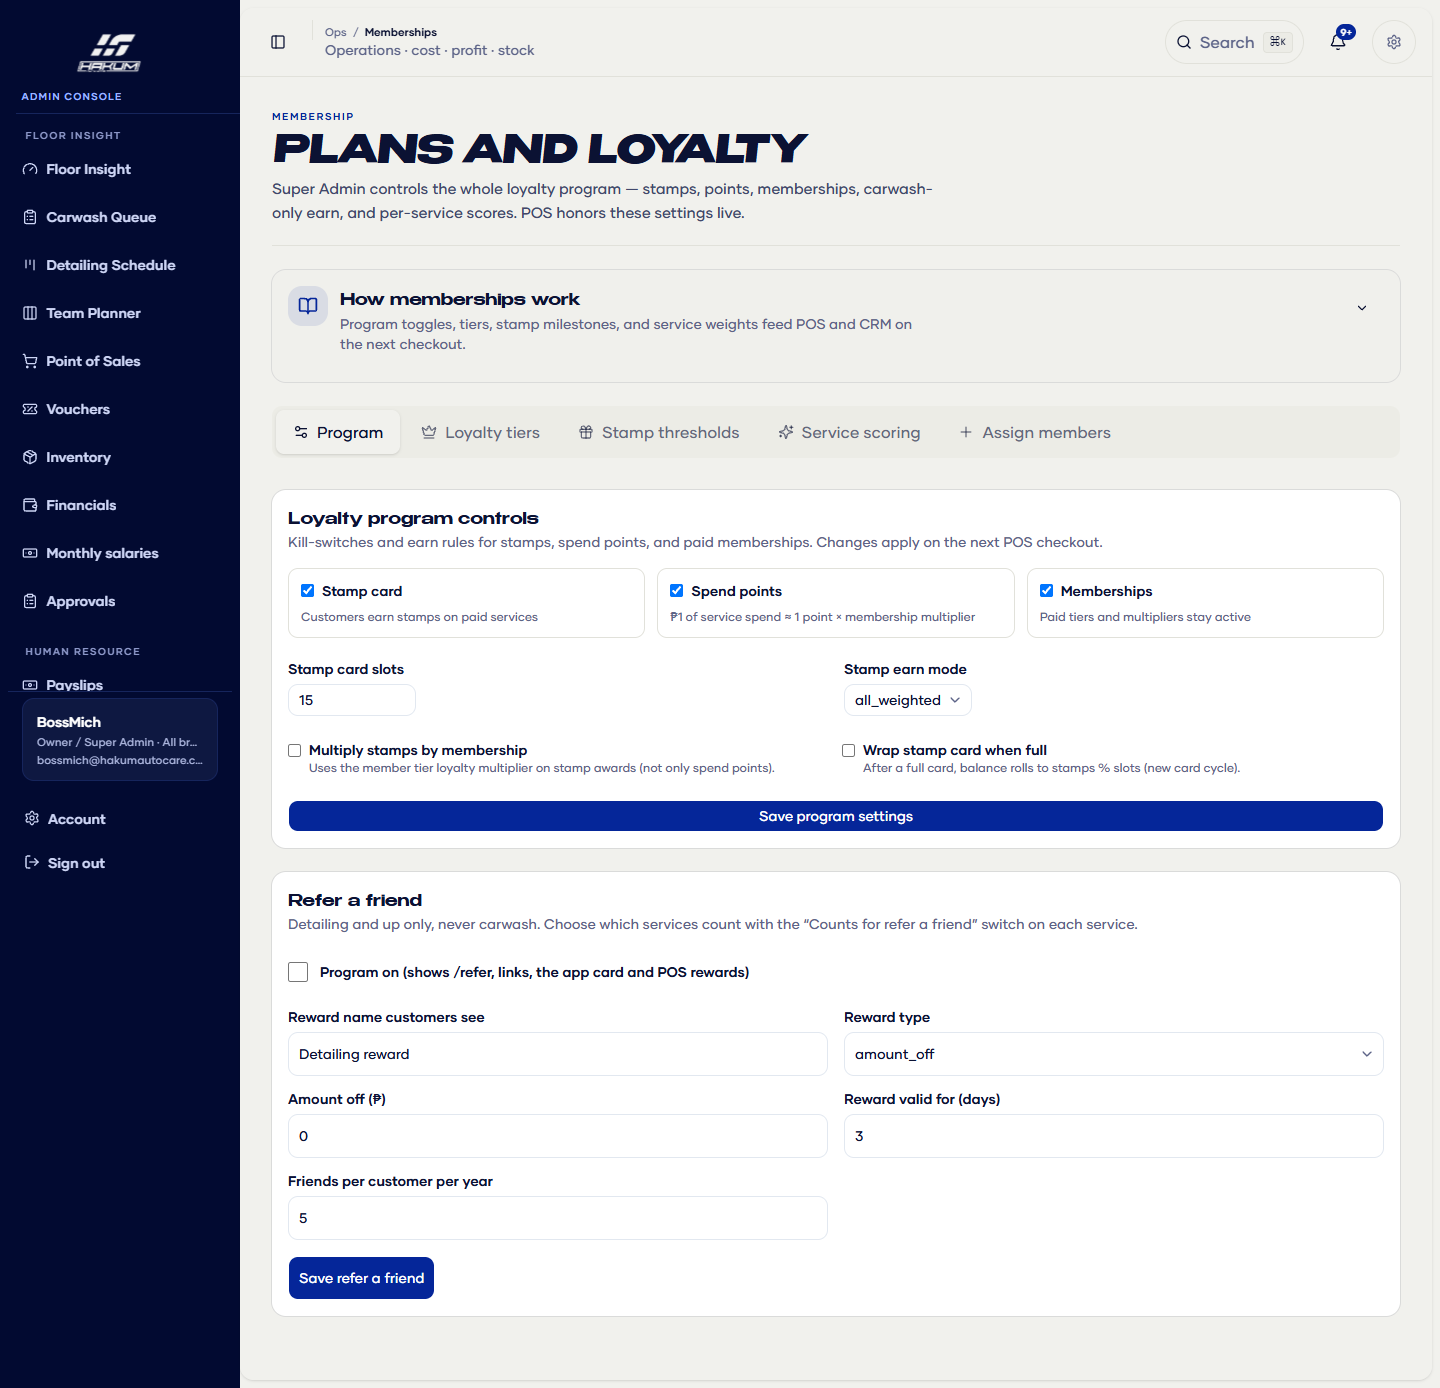 HAKUM
ADMIN CONSOLE
FLOOR INSIGHT
Floor Insight
Carwash Queue
Detailing Schedule
Team Planner
Point of Sales
Vouchers
Inventory
Financials
Monthly salaries
Approvals
HUMAN RESOURCE
Payslips
BossMich
Owner / Super Admin · All br...
bossmich@hakumautocare.c...
Account
Sign out
Ops / Memberships
Operations · cost · profit · stock
Search ⌘K
9+
MEMBERSHIP
PLANS AND LOYALTY
Super Admin controls the whole loyalty program — stamps, points, memberships, carwash-
only earn, and per-service scores. POS honors these settings live.
How memberships work
Program toggles, tiers, stamp milestones, and service weights feed POS and CRM on
the next checkout.
Program
Loyalty tiers
Stamp thresholds
Service scoring
Assign members
Loyalty program controls
Kill-switches and earn rules for stamps, spend points, and paid memberships. Changes apply on the next POS checkout.
Stamp card
Customers earn stamps on paid services
Spend points
₱1 of service spend ≈ 1 point × membership multiplier
Memberships
Paid tiers and multipliers stay active
Stamp card slots
15
Stamp earn mode
all_weighted
Multiply stamps by membership
Uses the member tier loyalty multiplier on stamp awards (not only spend points).
Wrap stamp card when full
After a full card, balance rolls to stamps % slots (new card cycle).
Save program settings
Refer a friend
Detailing and up only, never carwash. Choose which services count with the “Counts for refer a friend” switch on each service.
Program on (shows /refer, links, the app card and POS rewards)
Reward name customers see
Detailing reward
Reward type
amount_off
Amount off (₱)
0
Reward valid for (days)
3
Friends per customer per year
5
Save refer a friend